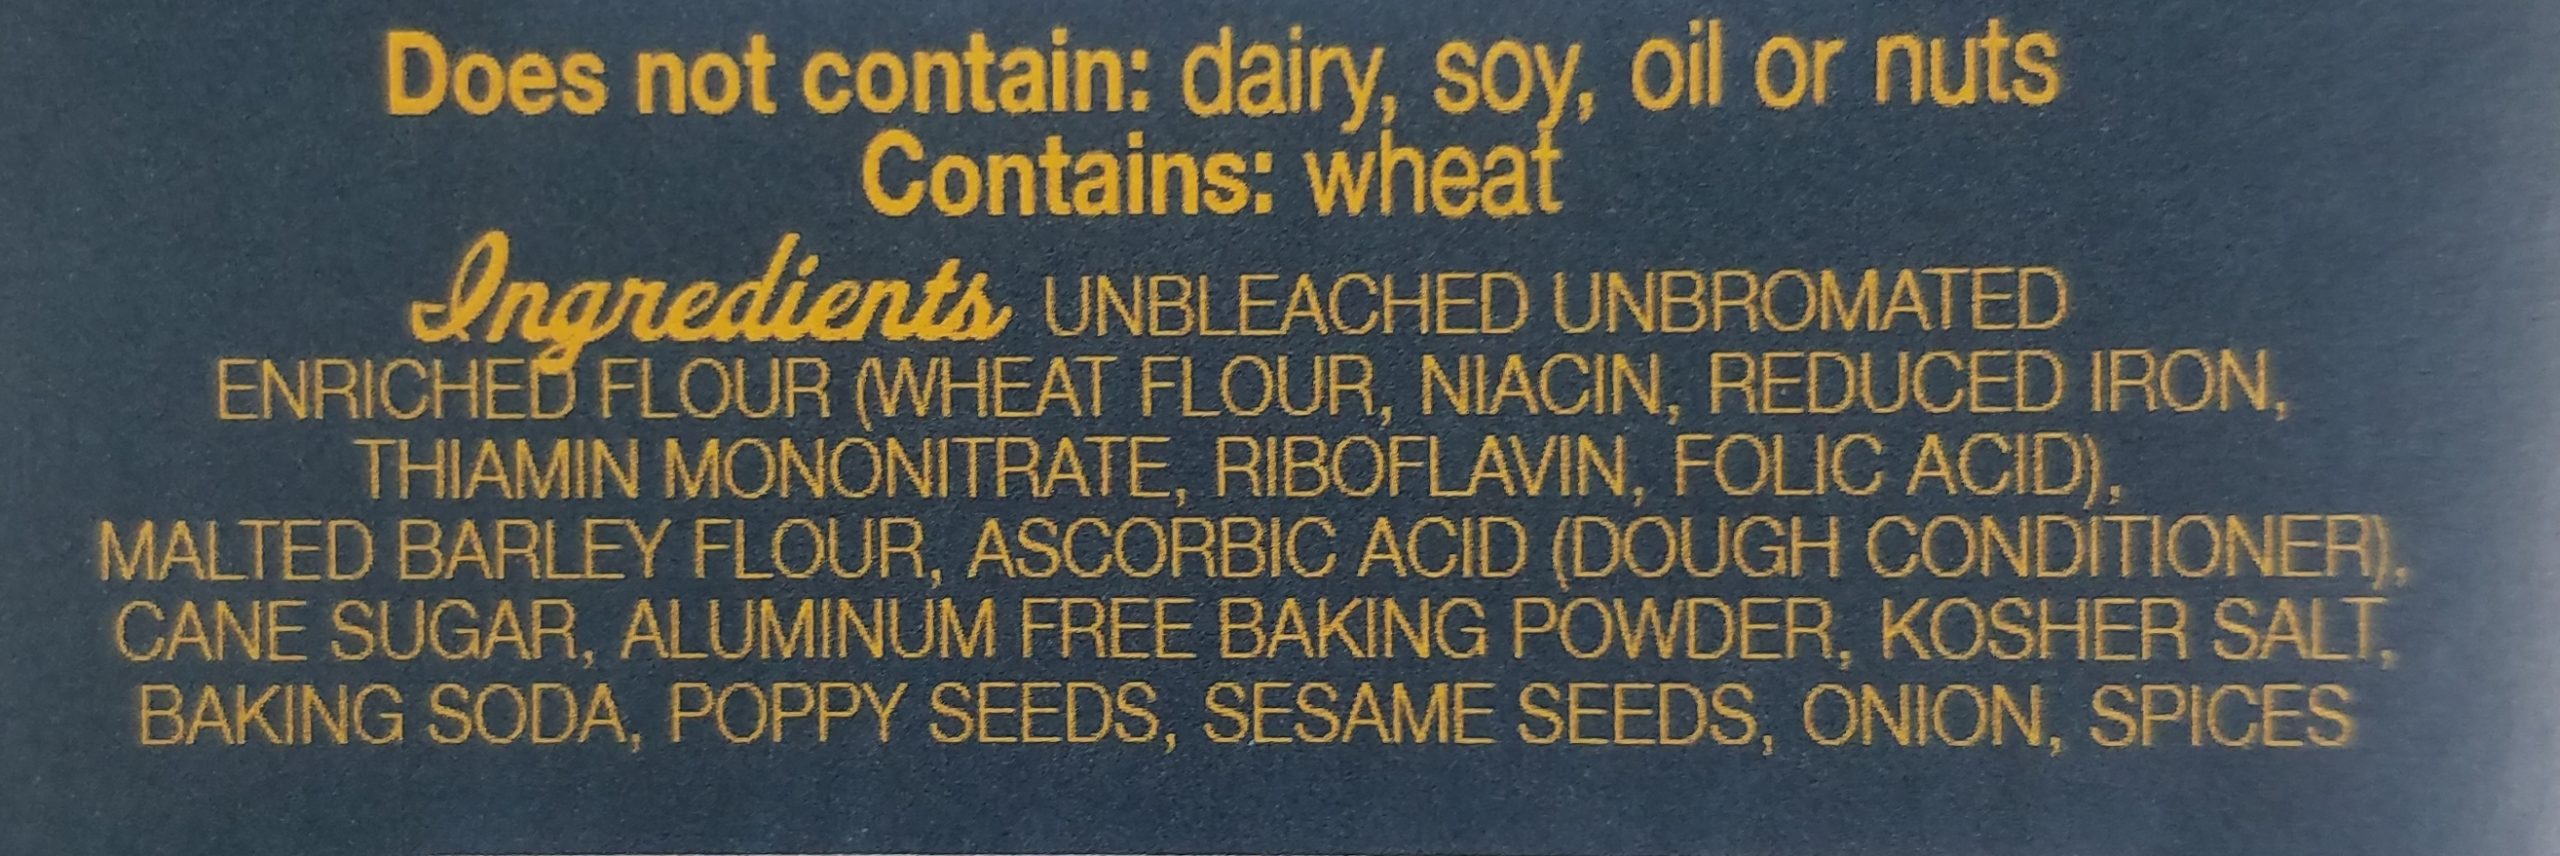 Does not contain: dairy, soy, oil or nuts
Contains: wheat
Ingredients UNBLEACHED UNBROMATED
ENRICHED FLOUR (WHEAT FLOUR, NIACIN, REDUCED IRON,
THIAMIN MONONITRATE, RIBOFLAVIN, FOLIC ACID),
MALTED BARLEY FLOUR, ASCORBIC ACID (DOUGH CONDITIONER),
CANE SUGAR, ALUMINUM FREE BAKING POWDER, KOSHER SALT,
BAKING SODA, POPPY SEEDS, SESAME SEEDS, ONION, SPICES